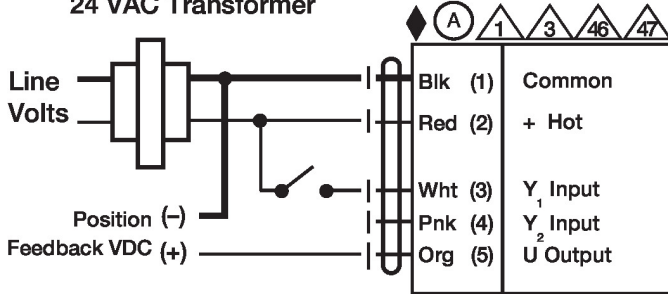 24 VAC Transformer
A 1 3 46 47
Line Volts
Blk (1) Common
Red (2) + Hot
Wht (3) Y1 Input
Pnk (4) Y2 Input
Org (5) U Output
Position (–)
Feedback VDC (+)